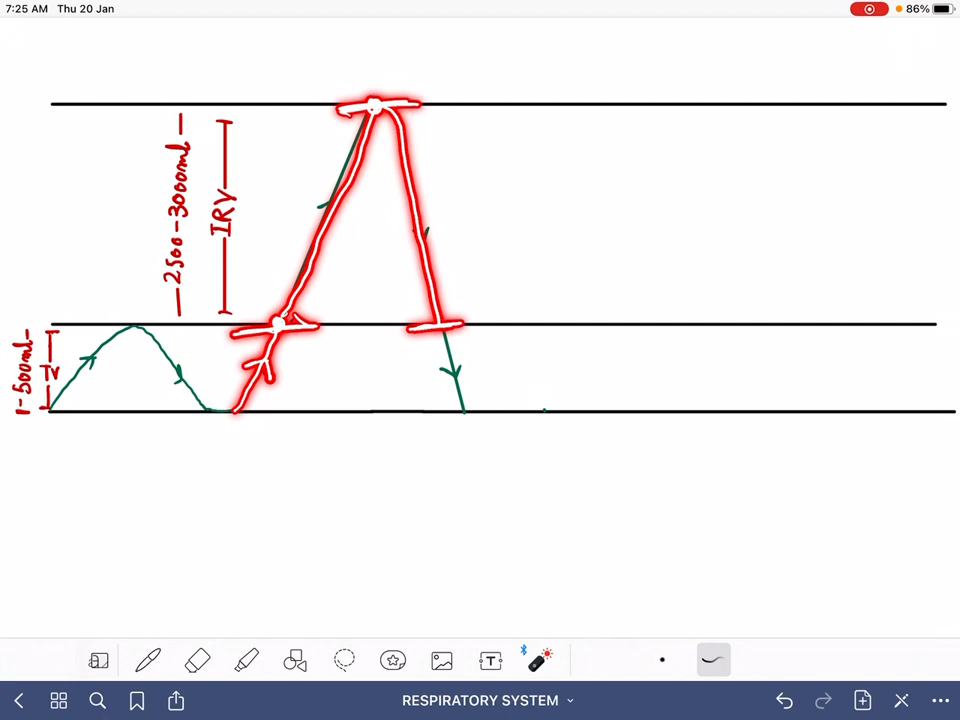 7:25 AM Thu 20 Jan
86%
- 2500 - 3000ml -
IRV
1 - 500ml -
TV
T
RESPIRATORY SYSTEM